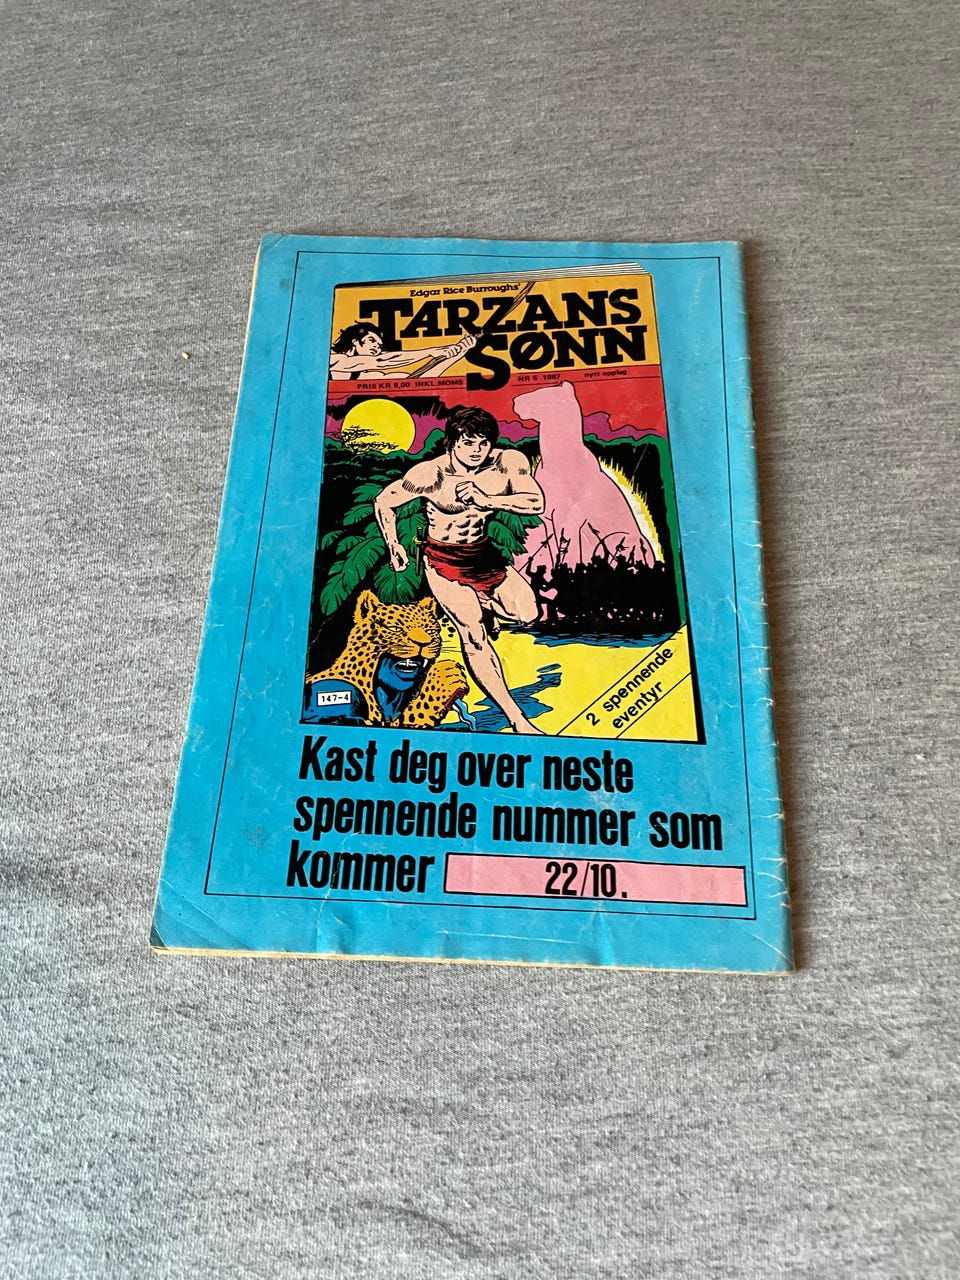 Edgar Rice Burroughs'
TARZANS
SØNN
PRIS KR 8,00 INKL.MOMS NR 6 1987 nytt opplag
147-4
2 spennende
eventyr
Kast deg over neste
spennende nummer som
kommer 22/10.